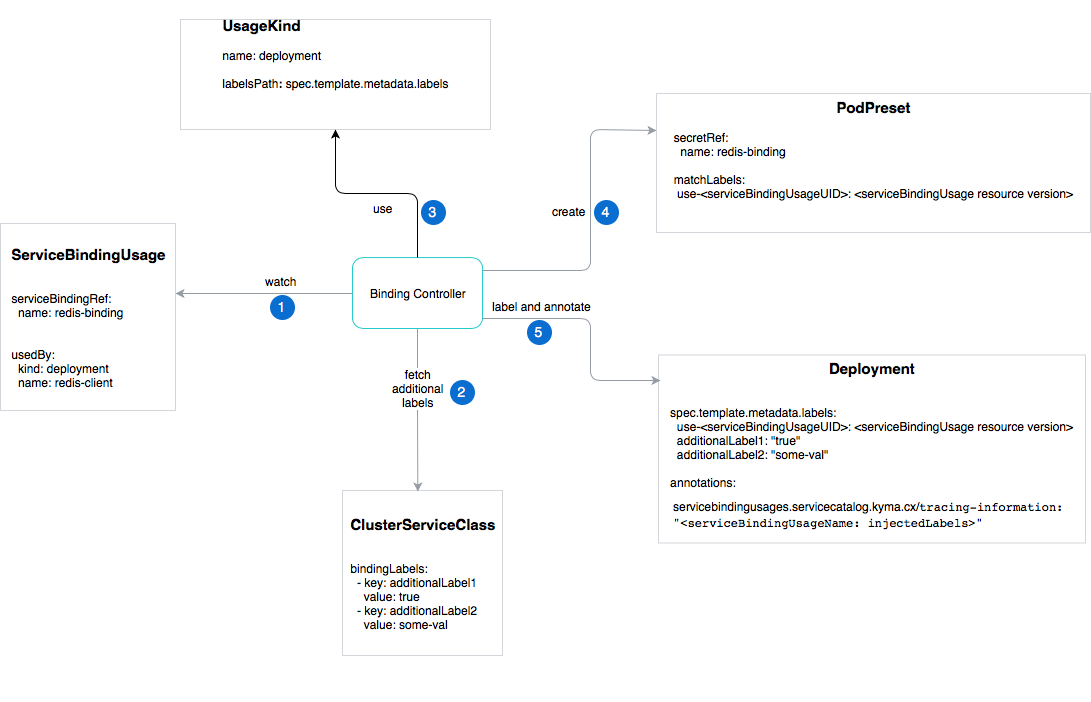 UsageKind
name: deployment
labelsPath: spec.template.metadata.labels
PodPreset
secretRef:
name: redis-binding
matchLabels:
use-<serviceBindingUsageUID>: <serviceBindingUsage resource version>
use
3
create
4
ServiceBindingUsage
serviceBindingRef:
name: redis-binding
usedBy:
kind: deployment
name: redis-client
watch
1
Binding Controller
label and annotate
5
fetch
additional
labels
2
Deployment
spec.template.metadata.labels:
use-<serviceBindingUsageUID>: <serviceBindingUsage resource version>
additionalLabel1: "true"
additionalLabel2: "some-val"
annotations:
servicebindingusages.servicecatalog.kyma.cx/tracing-information:
"<serviceBindingUsageName: injectedLabels>"
ClusterServiceClass
bindingLabels:
- key: additionalLabel1
value: true
- key: additionalLabel2
value: some-val